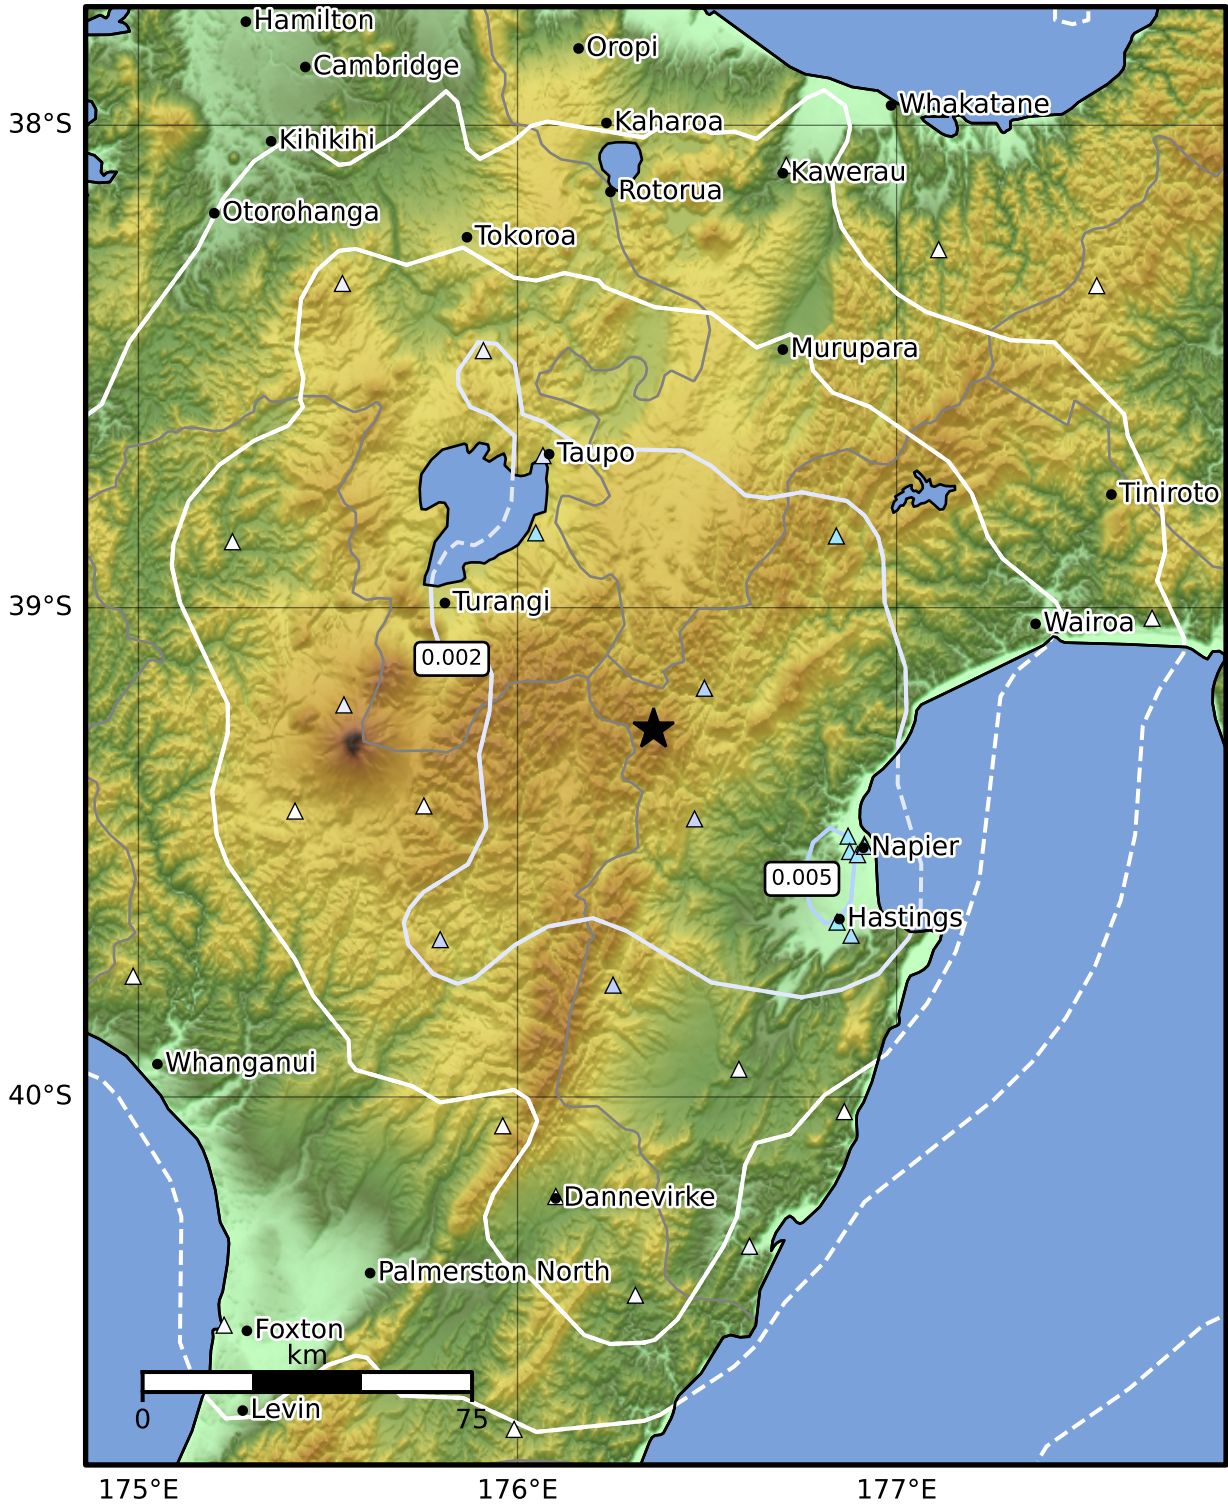 Hamilton
Oropi
Cambridge
Whakatane
38°S
Kaharoa
Kihikihi
Kawerau
Rotorua
Otorohanga
Tokoroa
Murupara
Taupo
Tiniroto
39°S
Turangi
Wairoa
0.002
Napier
0.005
Hastings
Whanganui
40°S
Dannevirke
Palmerston North
Foxton
km
0
75
Levin
175°E
176°E
177°E